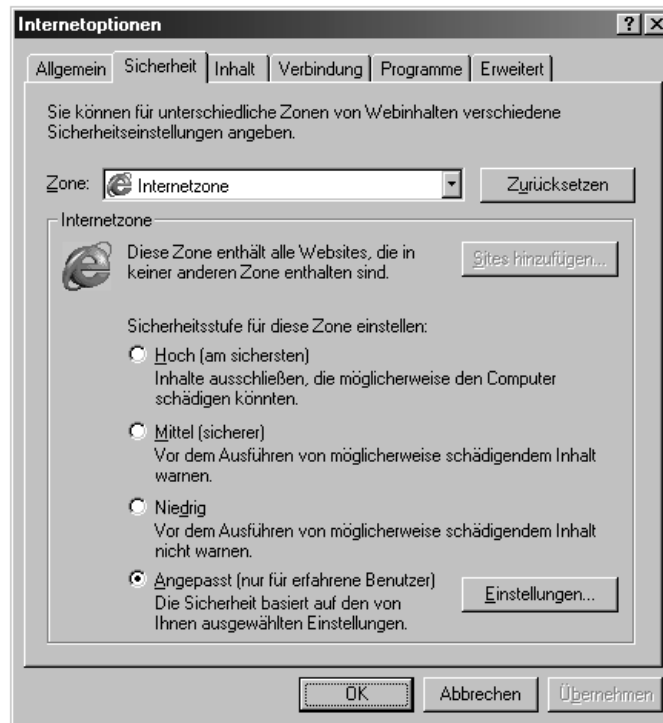 Internetoptionen
Allgemein Sicherheit Inhalt Verbindung Programme Erweitert
Sie können für unterschiedliche Zonen von Webinhalten verschiedene
Sicherheitseinstellungen angeben.
Zone: Internetzone Zurücksetzen
Internetzone
Diese Zone enthält alle Websites, die in
keiner anderen Zone enthalten sind.
Sites hinzufügen...
Sicherheitsstufe für diese Zone einstellen:
Hoch (am sichersten)
Inhalte ausschließen, die möglicherweise den Computer
schädigen könnten.
Mittel (sicherer)
Vor dem Ausführen von möglicherweise schädigendem Inhalt
warnen.
Niedrig
Vor dem Ausführen von möglicherweise schädigendem Inhalt
nicht warnen.
Angepasst (nur für erfahrene Benutzer)
Die Sicherheit basiert auf den von
Ihnen ausgewählten Einstellungen.
Einstellungen...
OK Abbrechen Übernehmen